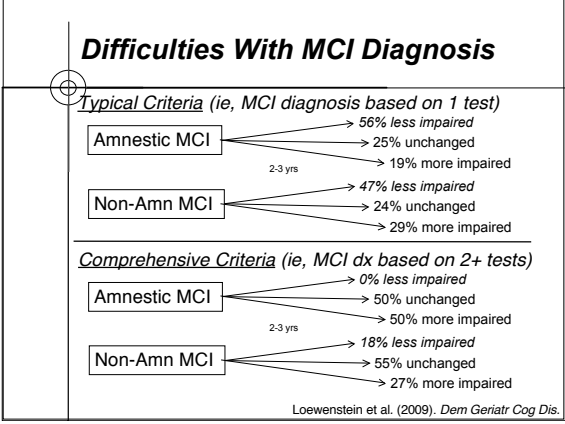 Difficulties With MCI Diagnosis
Typical Criteria (ie, MCI diagnosis based on 1 test)
Amnestic MCI
56% less impaired
25% unchanged
19% more impaired
2-3 yrs
Non-Amn MCI
47% less impaired
24% unchanged
29% more impaired
Comprehensive Criteria (ie, MCI dx based on 2+ tests)
Amnestic MCI
0% less impaired
50% unchanged
50% more impaired
2-3 yrs
Non-Amn MCI
18% less impaired
55% unchanged
27% more impaired
Loewenstein et al. (2009). Dem Geriatr Cog Dis.